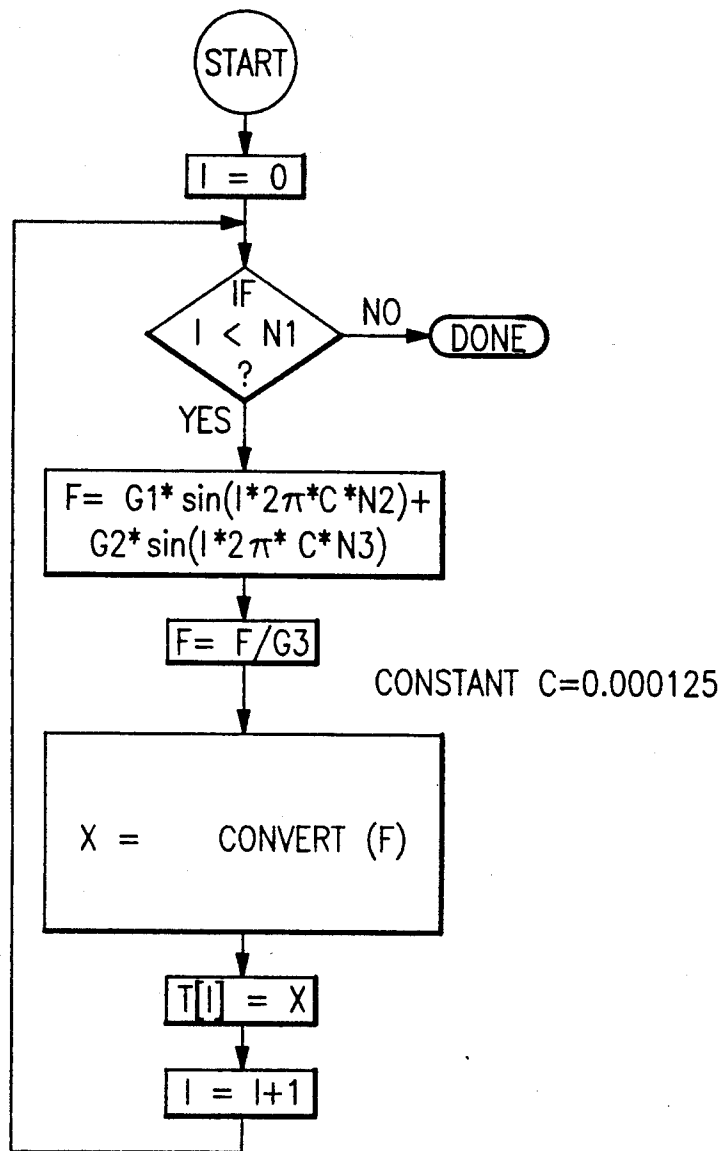 START
I = 0
IF
I < N1
?
NO
DONE
YES
F= G1* sin(I*2π*C*N2)+
G2* sin(I*2π* C*N3)
F= F/G3
CONSTANT C=0.000125
X = CONVERT (F)
T[I] = X
I = I+1